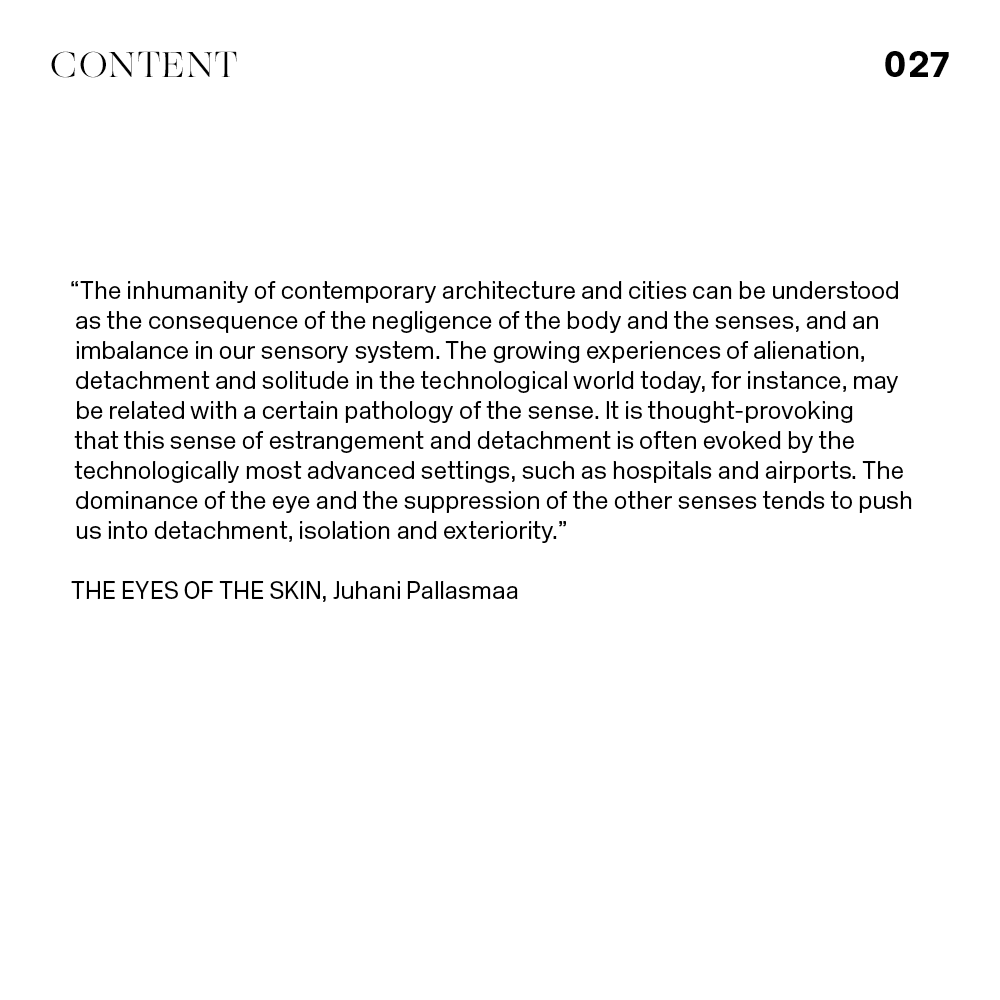 CONTENT
027
“The inhumanity of contemporary architecture and cities can be understood
as the consequence of the negligence of the body and the senses, and an
imbalance in our sensory system. The growing experiences of alienation,
detachment and solitude in the technological world today, for instance, may
be related with a certain pathology of the sense. It is thought-provoking
that this sense of estrangement and detachment is often evoked by the
technologically most advanced settings, such as hospitals and airports. The
dominance of the eye and the suppression of the other senses tends to push
us into detachment, isolation and exteriority.”
THE EYES OF THE SKIN, Juhani Pallasmaa